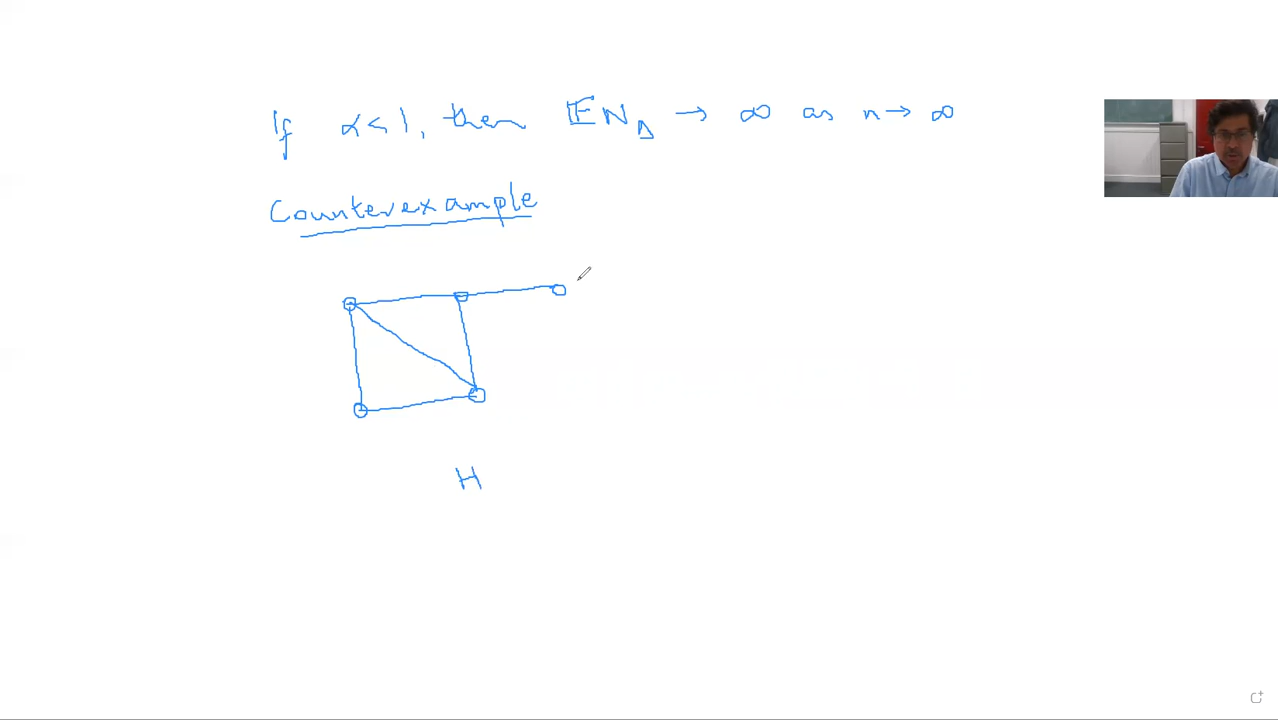 If α < 1, then 𝔼N_Δ → ∞ as n → ∞
Counterexample
H